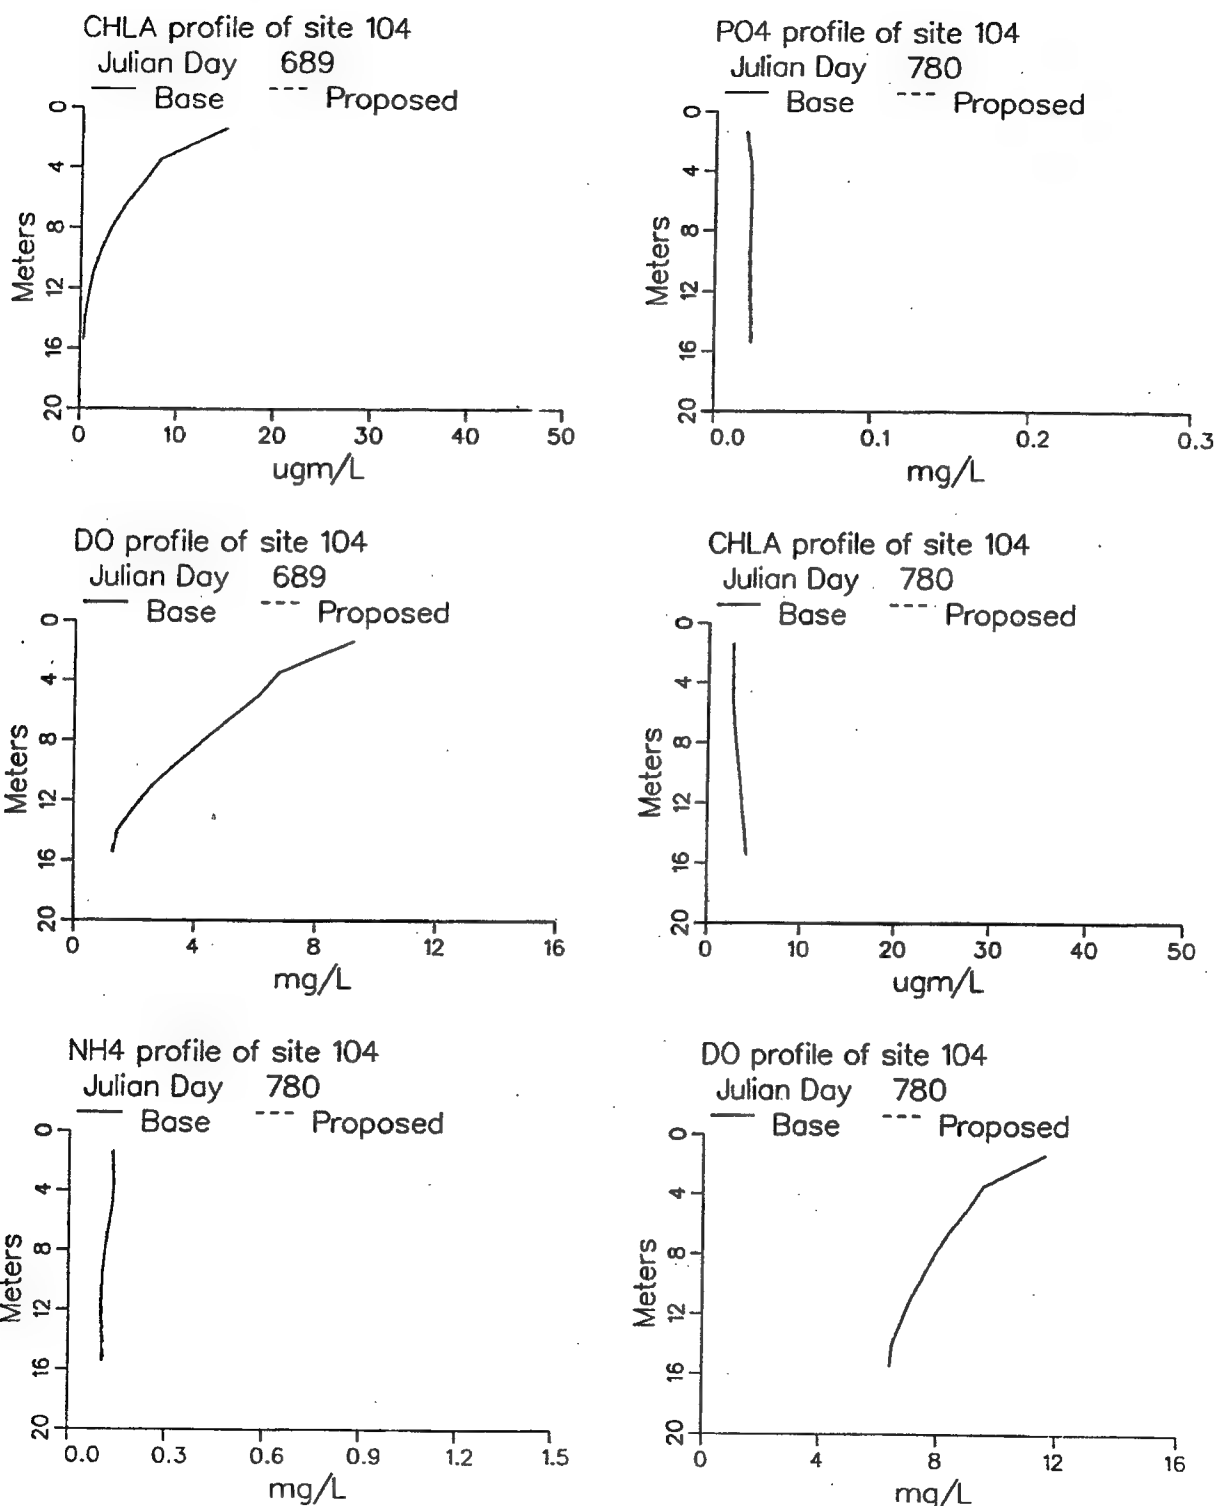 CHLA profile of site 104
Julian Day 689
Base Proposed
0
4
8
12
16
20
Meters
0 10 20 30 40 50
ugm/L
PO4 profile of site 104
Julian Day 780
Base Proposed
0
4
8
12
16
20
Meters
0.0 0.1 0.2 0.3
mg/L
DO profile of site 104
Julian Day 689
Base Proposed
0
4
8
12
16
20
Meters
0 4 8 12 16
mg/L
CHLA profile of site 104
Julian Day 780
Base Proposed
0
4
8
12
16
20
Meters
0 10 20 30 40 50
ugm/L
NH4 profile of site 104
Julian Day 780
Base Proposed
0
4
8
12
16
20
Meters
0.0 0.3 0.6 0.9 1.2 1.5
mg/L
DO profile of site 104
Julian Day 780
Base Proposed
0
4
8
12
16
20
Meters
0 4 8 12 16
mg/L